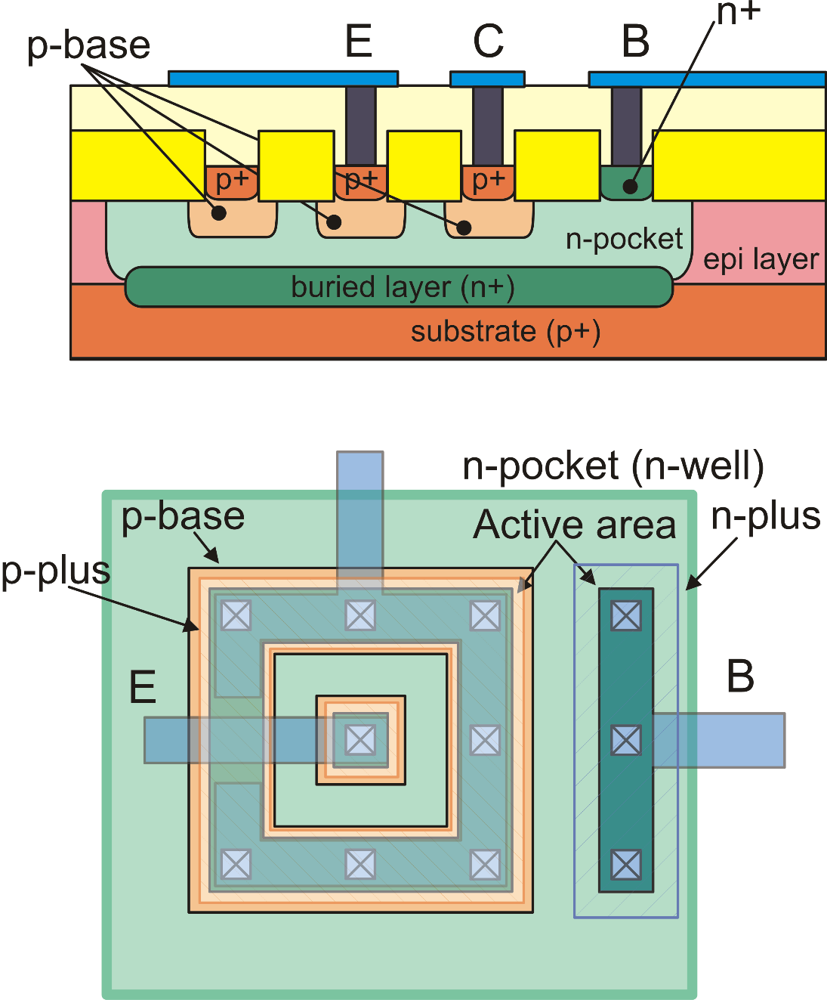 n+
p-base
E
C
B
p+
p+
p+
n-pocket
epi layer
buried layer (n+)
substrate (p+)
n-pocket (n-well)
p-base
Active area
n-plus
p-plus
E
B